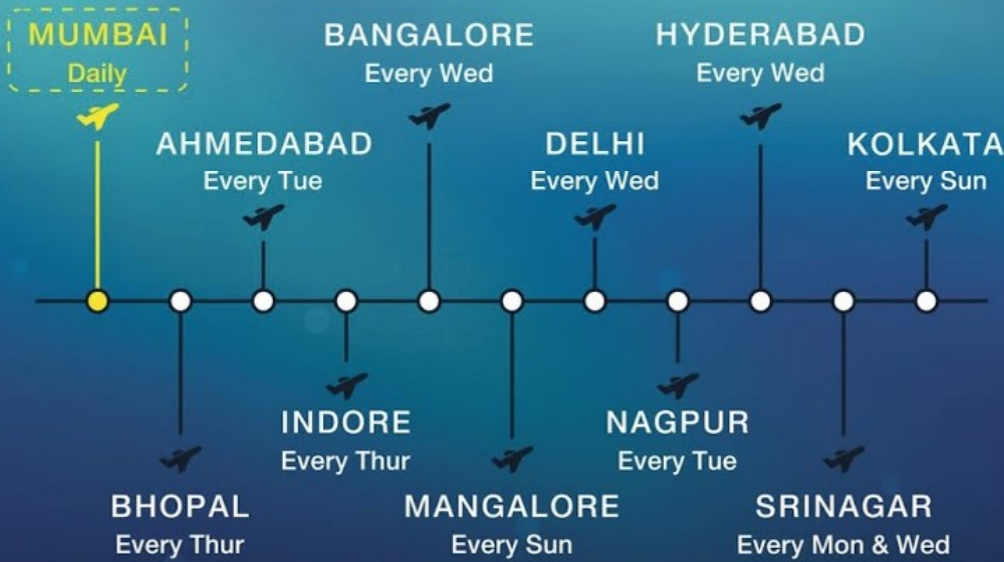 MUMBAI
Daily
BHOPAL
Every Thur
AHMEDABAD
Every Tue
INDORE
Every Thur
BANGALORE
Every Wed
MANGALORE
Every Sun
DELHI
Every Wed
NAGPUR
Every Tue
HYDERABAD
Every Wed
SRINAGAR
Every Mon & Wed
KOLKATA
Every Sun